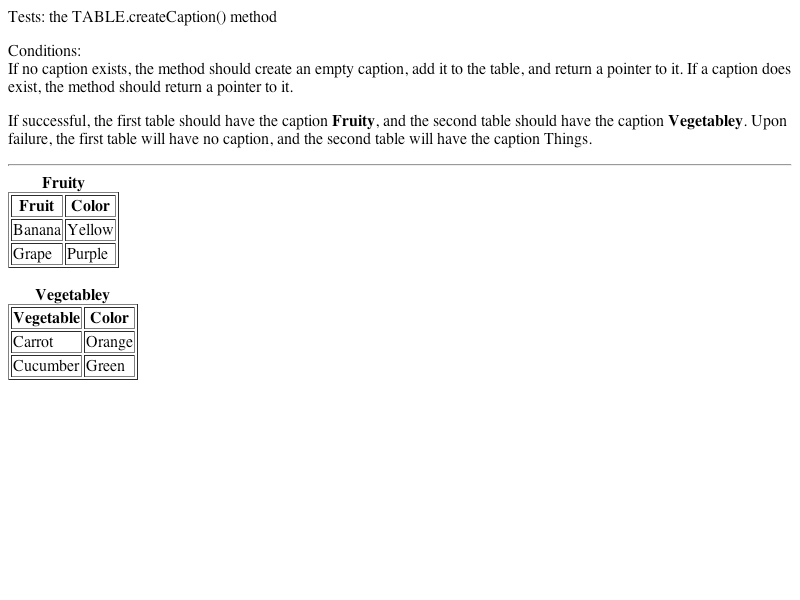 Tests: the TABLE.createCaption() method
Conditions:
If no caption exists, the method should create an empty caption, add it to the table, and return a pointer to it. If a caption does
exist, the method should return a pointer to it.
If successful, the first table should have the caption Fruity, and the second table should have the caption Vegetabley. Upon
failure, the first table will have no caption, and the second table will have the caption Things.
Fruity
Fruit Color
Banana Yellow
Grape Purple
Vegetabley
Vegetable Color
Carrot Orange
Cucumber Green